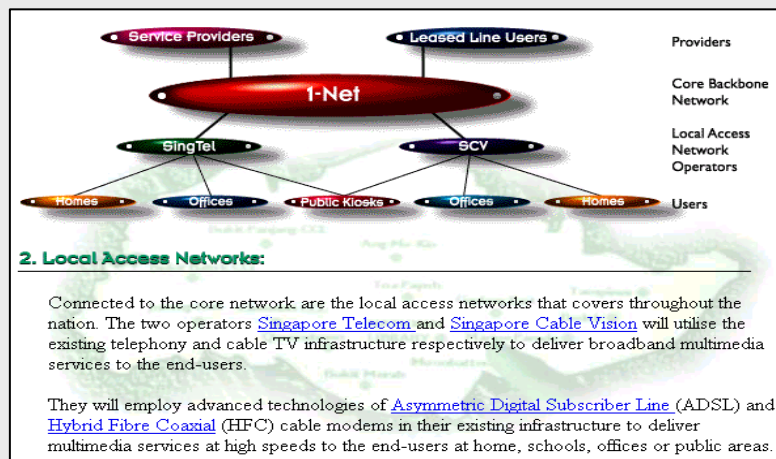 Service Providers Leased Line Users Providers
1-Net Core Backbone
Network
SingTel SCV Local Access
Network
Operators
Homes Offices Public Kiosks Offices Homes Users
2. Local Access Networks:
Connected to the core network are the local access networks that covers throughout the
nation. The two operators Singapore Telecom and Singapore Cable Vision will utilise the
existing telephony and cable TV infrastructure respectively to deliver broadband multimedia
services to the end-users.
They will employ advanced technologies of Asymmetric Digital Subscriber Line (ADSL) and
Hybrid Fibre Coaxial (HFC) cable modems in their existing infrastructure to deliver
multimedia services at high speeds to the end-users at home, schools, offices or public areas.